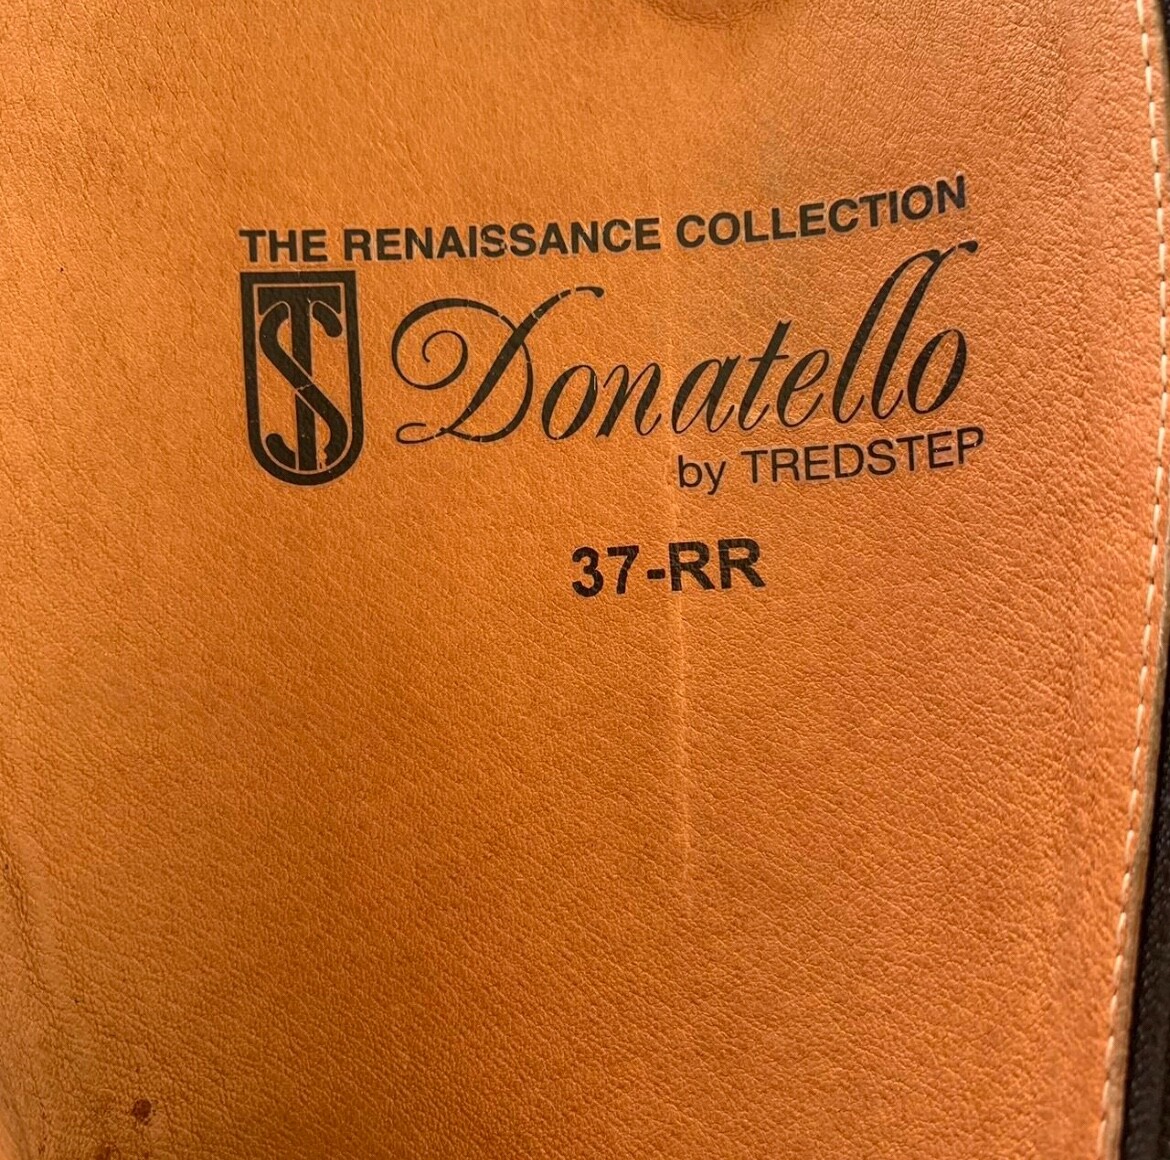 THE RENAISSANCE COLLECTION
TS Donatello
by TREDSTEP
37-RR